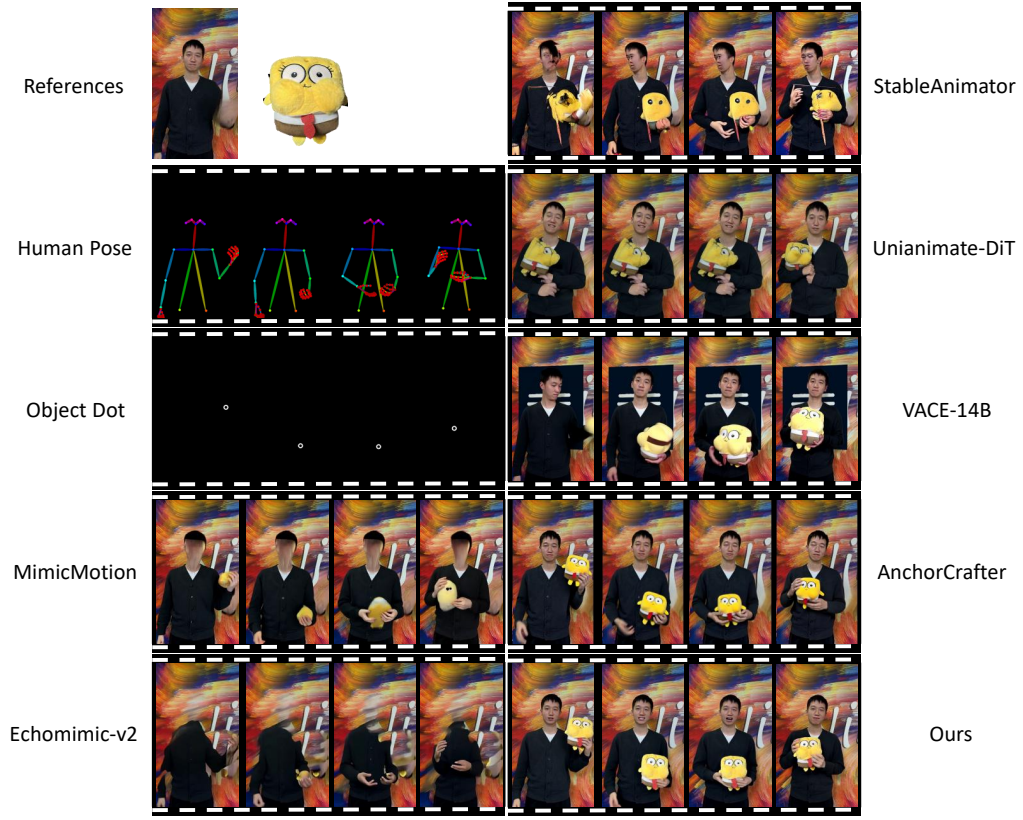 References
StableAnimator
Human Pose
Unianimate-DiT
Object Dot
VACE-14B
MimicMotion
AnchorCrafter
Echomimic-v2
Ours